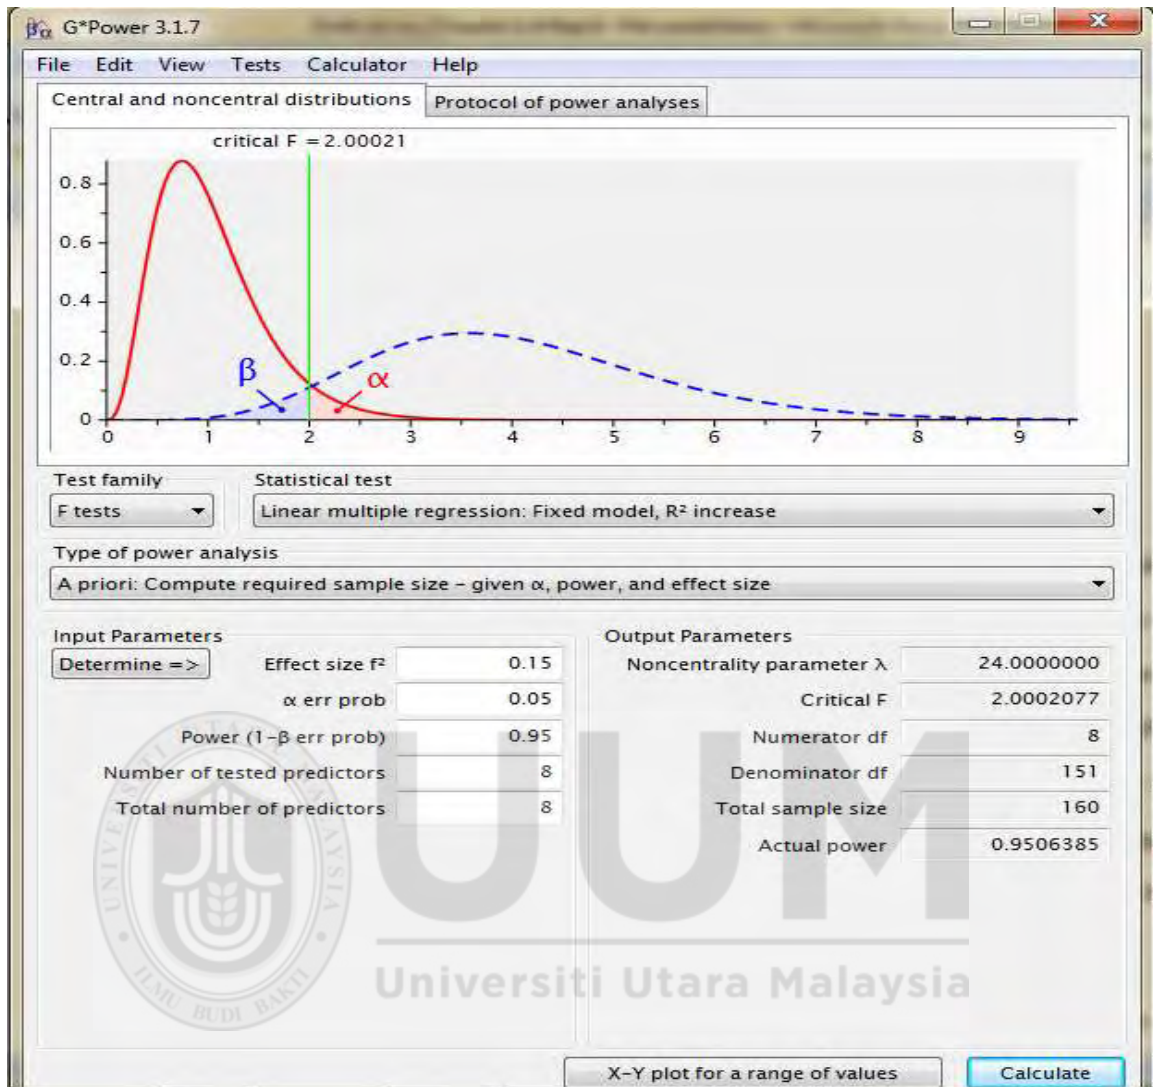 G*Power 3.1.7
File Edit View Tests Calculator Help
Central and noncentral distributions Protocol of power analyses
critical F = 2.00021
0.8
0.6
0.4
0.2
0
β α
0 1 2 3 4 5 6 7 8 9
Test family Statistical test
F tests Linear multiple regression: Fixed model, R² increase
Type of power analysis
A priori: Compute required sample size – given α, power, and effect size
Input Parameters Output Parameters
Determine => Effect size f² 0.15 Noncentrality parameter λ 24.0000000
α err prob 0.05 Critical F 2.0002077
Power (1-β err prob) 0.95 Numerator df 8
Number of tested predictors 8 Denominator df 151
Total number of predictors 8 Total sample size 160
Actual power 0.9506385
UNIVERSITI UTARA MALAYSIA
UUM
Universiti Utara Malaysia
ILMU BUDI BAKTI
X-Y plot for a range of values Calculate